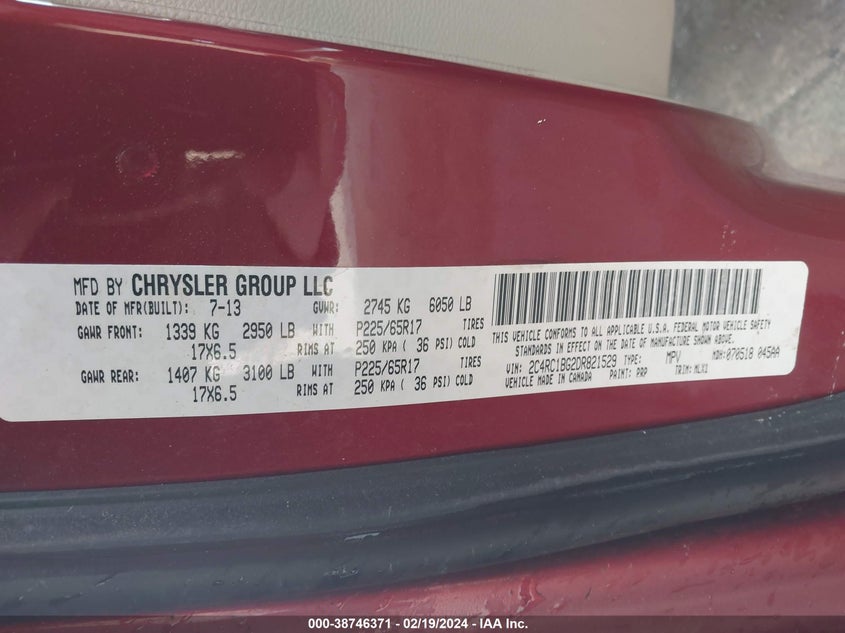 MFD BY CHRYSLER GROUP LLC
DATE OF MFR(BUILT): 7-13 GVWR: 2745 KG 6050 LB
GAWR FRONT: 1339 KG 2950 LB WITH P225/65R17 TIRES
17X6.5 RIMS AT 250 KPA ( 36 PSI) COLD
GAWR REAR: 1407 KG 3100 LB WITH P225/65R17 TIRES
17X6.5 RIMS AT 250 KPA ( 36 PSI) COLD
THIS VEHICLE CONFORMS TO ALL APPLICABLE U.S.A. FEDERAL MOTOR VEHICLE SAFETY
STANDARDS IN EFFECT ON THE DATE OF MANUFACTURE SHOWN ABOVE.
VIN: 2C4RC1BG2DR821529 TYPE: MPV MDH: 070518 045AA
VEHICLE MADE IN CANADA PAINT: PRP TRIM: MLX1
000-38746371 - 02/19/2024 - IAA Inc.